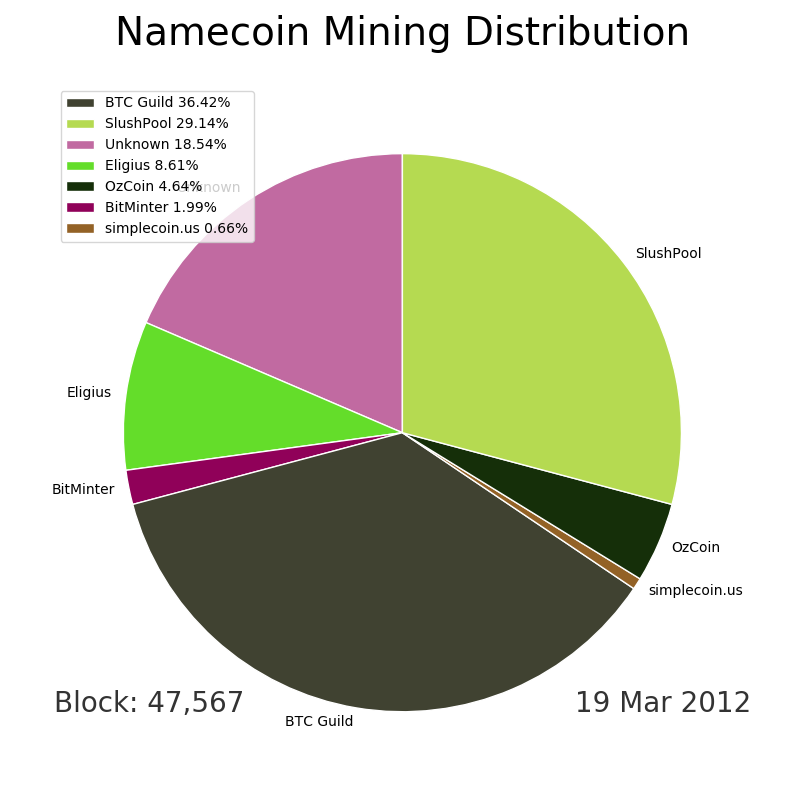 Namecoin Mining Distribution
BTC Guild 36.42%
SlushPool 29.14%
Unknown 18.54%
Eligius 8.61%
OzCoin 4.64%
BitMinter 1.99%
simplecoin.us 0.66%
Unknown
SlushPool
Eligius
BitMinter
OzCoin
simplecoin.us
Block: 47,567
19 Mar 2012
BTC Guild